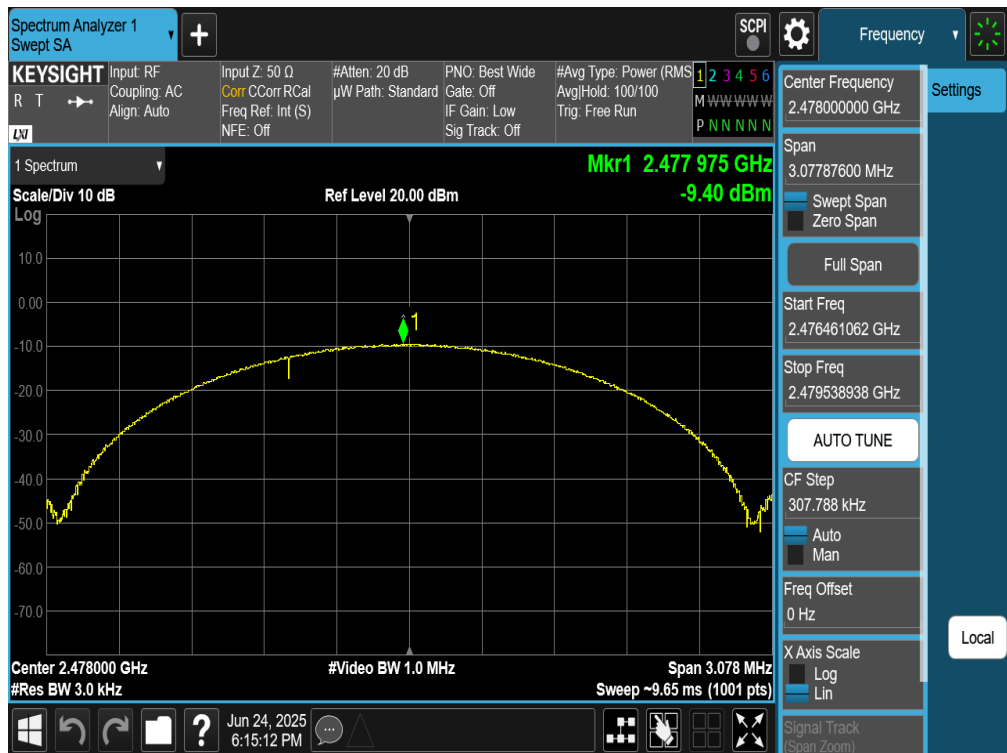 Spectrum Analyzer 1
Swept SA
+
SCPI
Frequency
KEYSIGHT
R T
LXI
Input: RF
Coupling: AC
Align: Auto
Input Z: 50 Ω
Corr CCorr RCal
Freq Ref: Int (S)
NFE: Off
#Atten: 20 dB
µW Path: Standard
PNO: Best Wide
Gate: Off
IF Gain: Low
Sig Track: Off
#Avg Type: Power (RMS
Avg|Hold: 100/100
Trig: Free Run
1 2 3 4 5 6
M W W W W W
P N N N N N
1 Spectrum
Mkr1 2.477 975 GHz
Scale/Div 10 dB
Ref Level 20.00 dBm
-9.40 dBm
Log
10.0
0.00
-10.0
-20.0
-30.0
-40.0
-50.0
-60.0
-70.0
1
Center 2.478000 GHz
#Video BW 1.0 MHz
Span 3.078 MHz
#Res BW 3.0 kHz
Sweep ~9.65 ms (1001 pts)
Center Frequency
2.478000000 GHz
Span
3.07787600 MHz
Swept Span
Zero Span
Full Span
Start Freq
2.476461062 GHz
Stop Freq
2.479538938 GHz
AUTO TUNE
CF Step
307.788 kHz
Auto
Man
Freq Offset
0 Hz
X Axis Scale
Log
Lin
Signal Track
(Span Zoom)
Settings
Local
?
Jun 24, 2025
6:15:12 PM